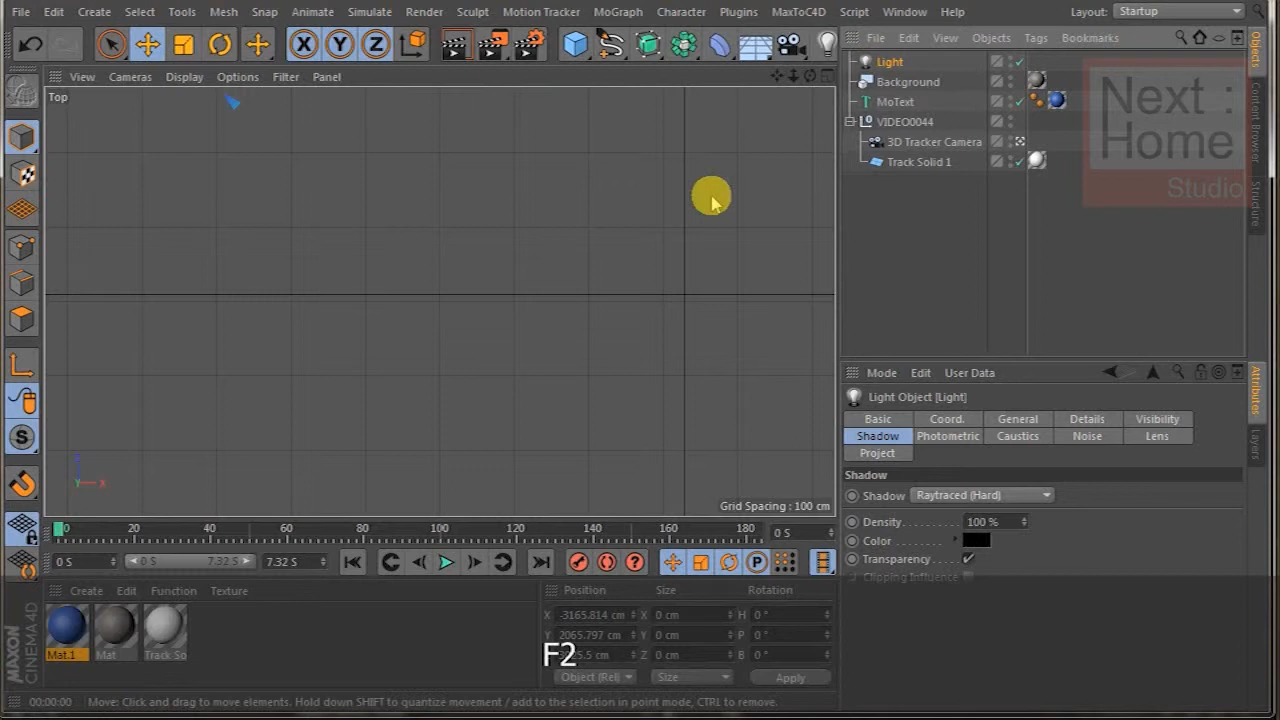 File Edit Create Select Tools Mesh Snap Animate Simulate Render Sculpt Motion Tracker MoGraph Character Plugins MaxToC4D Script Window Help Layout: Startup
X Y Z
File Edit View Objects Tags Bookmarks
View Cameras Display Options Filter Panel
Top
Light
Background
MoText
VIDEO0044
3D Tracker Camera
Track Solid 1
Next :
Home
Studio
Objects
Content Browser
Structure
Mode Edit User Data
Light Object [Light]
Basic Coord. General Details Visibility
Shadow Photometric Caustics Noise Lens
Project
Shadow
Shadow Raytraced (Hard)
Density 100 %
Color
Transparency
Clipping Influence
Attributes
Layers
Y X
Grid Spacing : 100 cm
0 20 40 60 80 100 120 140 160 180 0 S
0 S 0 S 7.32 S 7.32 S
Create Edit Function Texture
Mat.1 Mat Track So
Position Size Rotation
X -3165.814 cm X 0 cm H 0 °
Y 2065.797 cm Y 0 cm P 0 °
Z 0 cm B 0 °
F2
Object (Rel) Size Apply
MAXON
CINEMA 4D
00:00:00 Move: Click and drag to move elements. Hold down SHIFT to quantize movement / add to the selection in point mode, CTRL to remove.